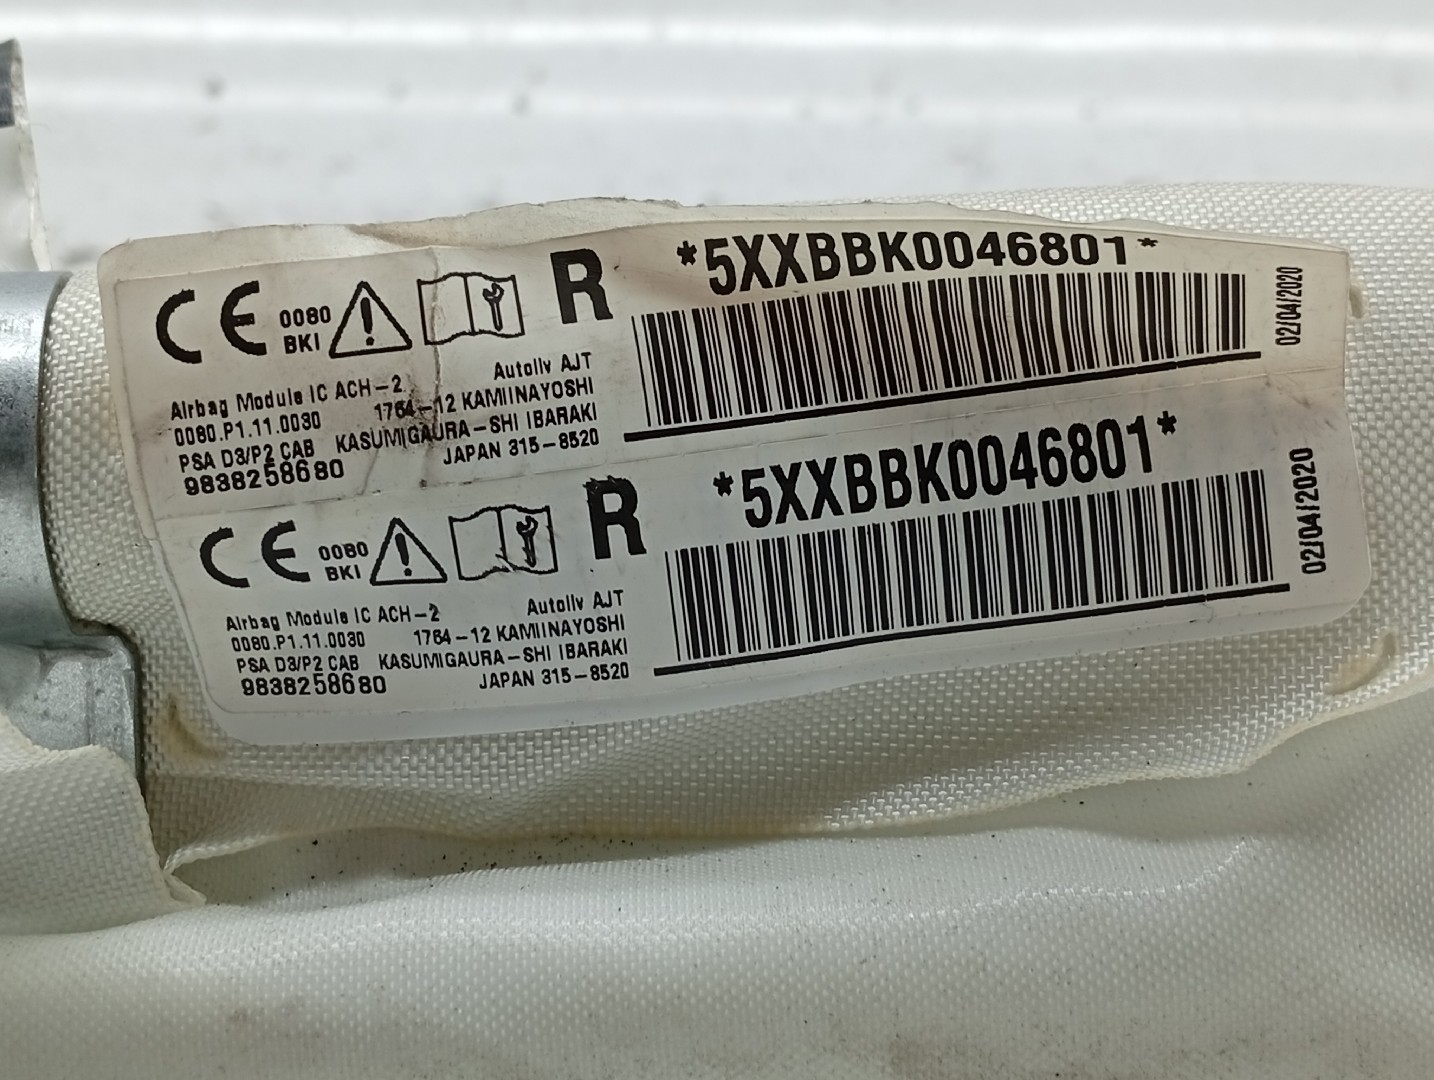 CE 0080 BKI R *5XXBBK0046801* 02/04/2020
Airbag Module IC ACH-2 Autoliv AJT
0080.P1.11.0030 1764-12 KAMIINAYOSHI
PSA D3/P2 CAB KASUMIGAURA-SHI IBARAKI
9838258680 JAPAN 315-8520
CE 0080 BKI R *5XXBBK0046801* 02/04/2020
Airbag Module IC ACH-2 Autoliv AJT
0080.P1.11.0030 1764-12 KAMIINAYOSHI
PSA D3/P2 CAB KASUMIGAURA-SHI IBARAKI
9838258680 JAPAN 315-8520